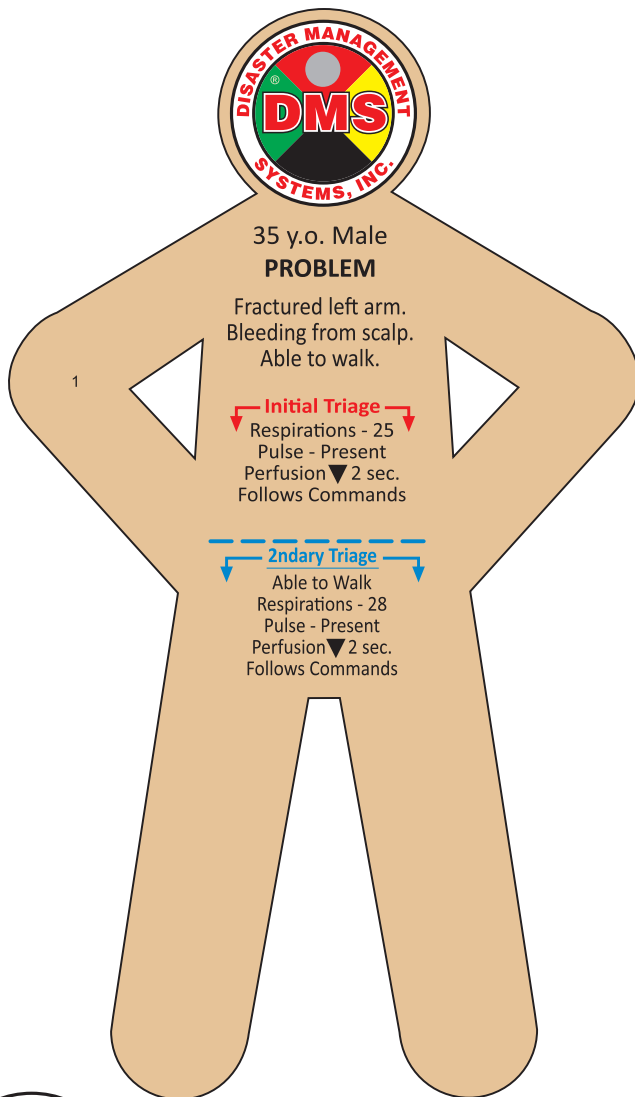 DISASTER MANAGEMENT
®
DMS
SYSTEMS, INC.
35 y.o. Male
PROBLEM
Fractured left arm.
Bleeding from scalp.
Able to walk.
1
Initial Triage
Respirations - 25
Pulse - Present
Perfusion ▼ 2 sec.
Follows Commands
2ndary Triage
Able to Walk
Respirations - 28
Pulse - Present
Perfusion ▼ 2 sec.
Follows Commands